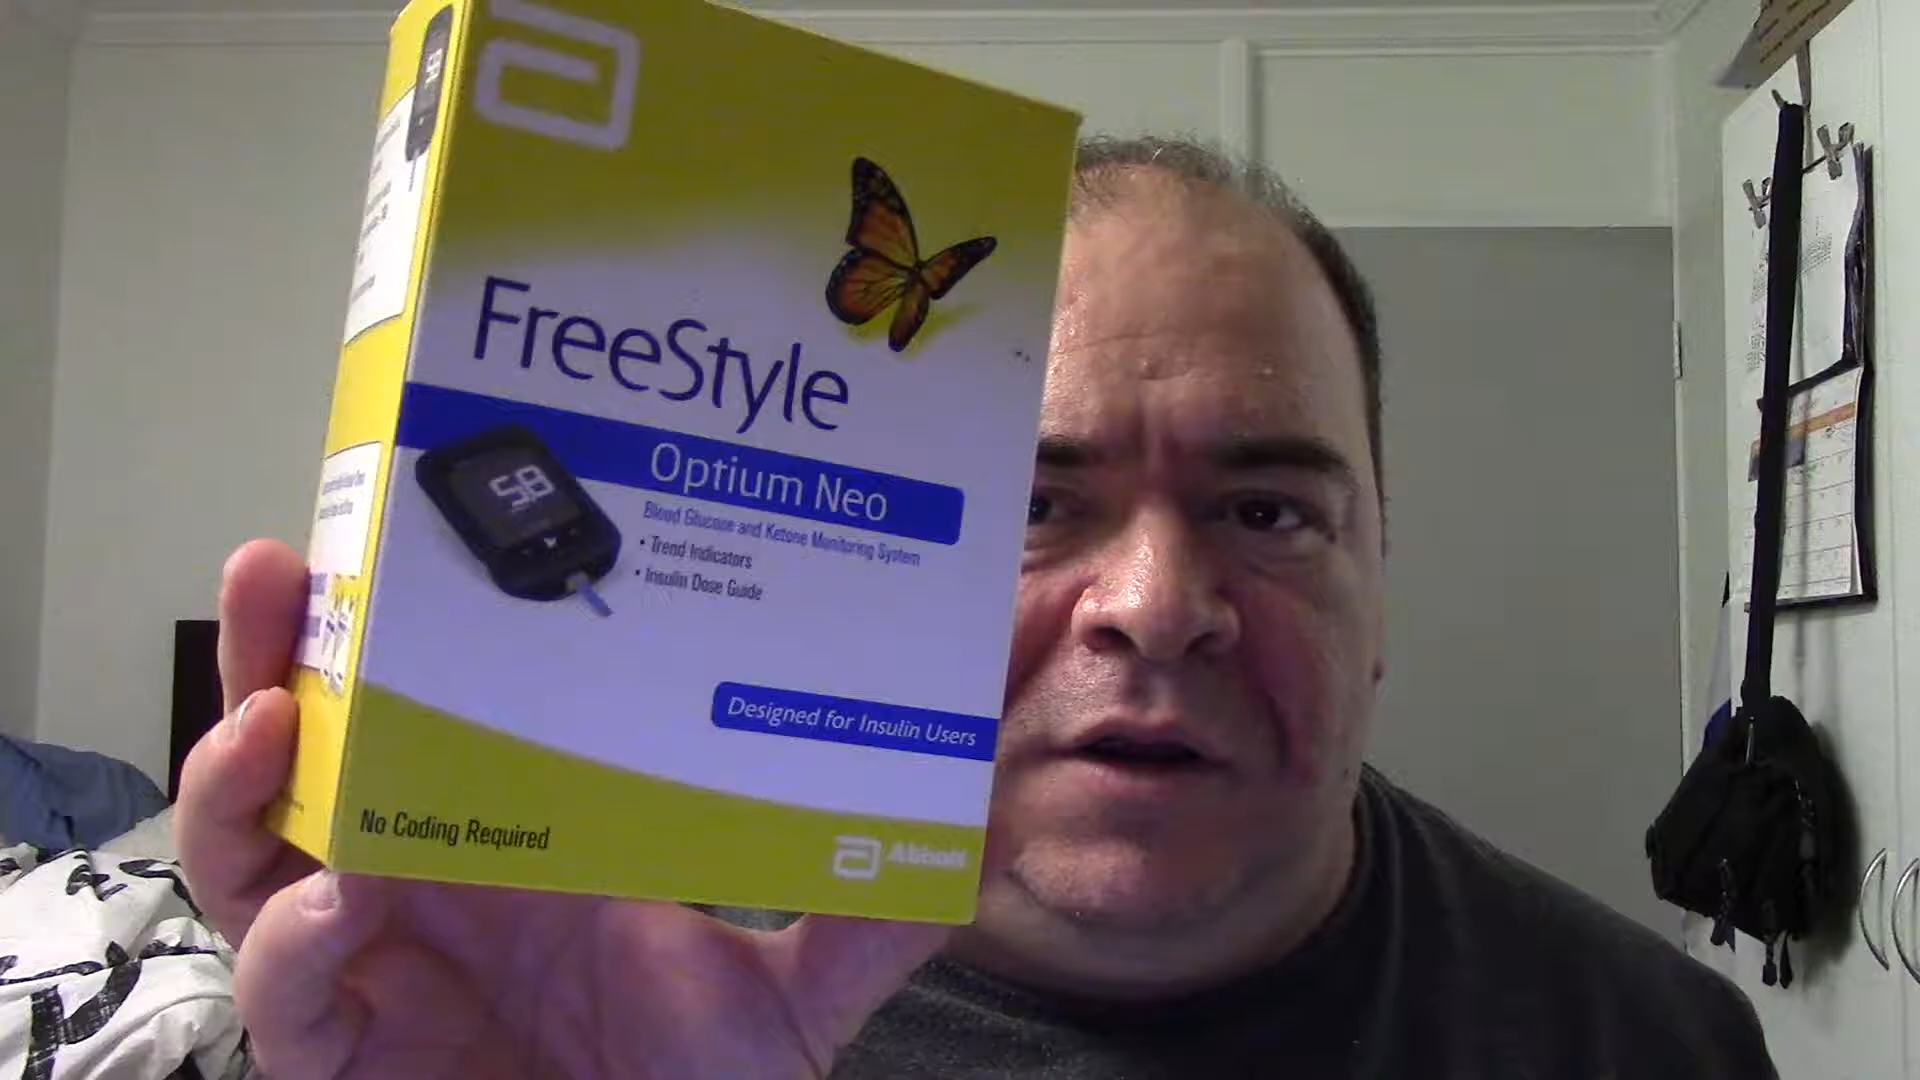 FreeStyle
Optium Neo
Blood Glucose and Ketone Monitoring System
• Trend Indicators
• Insulin Dose Guide
5.8
Designed for Insulin Users
No Coding Required
Abbott